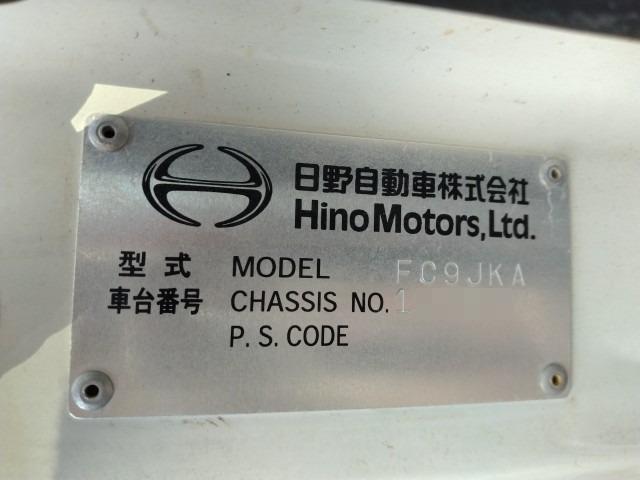 日野自動車株式会社
Hino Motors, Ltd.
型式 MODEL FC9JKA
車台番号 CHASSIS NO. 1
P. S. CODE